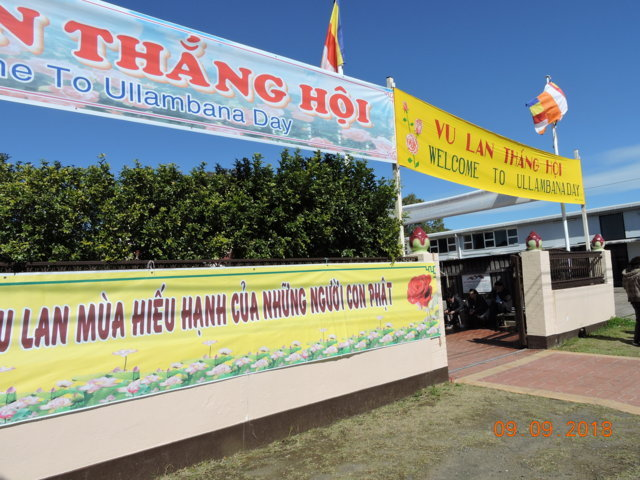 THẮNG HỘI
To Ullambana Day
VU LAN THẮNG HỘI
WELCOME TO ULLAMBANA DAY
LAN MÙA HIẾU HẠNH CỦA NHỮNG NGƯỜI CON PHẬT
09.09.2018